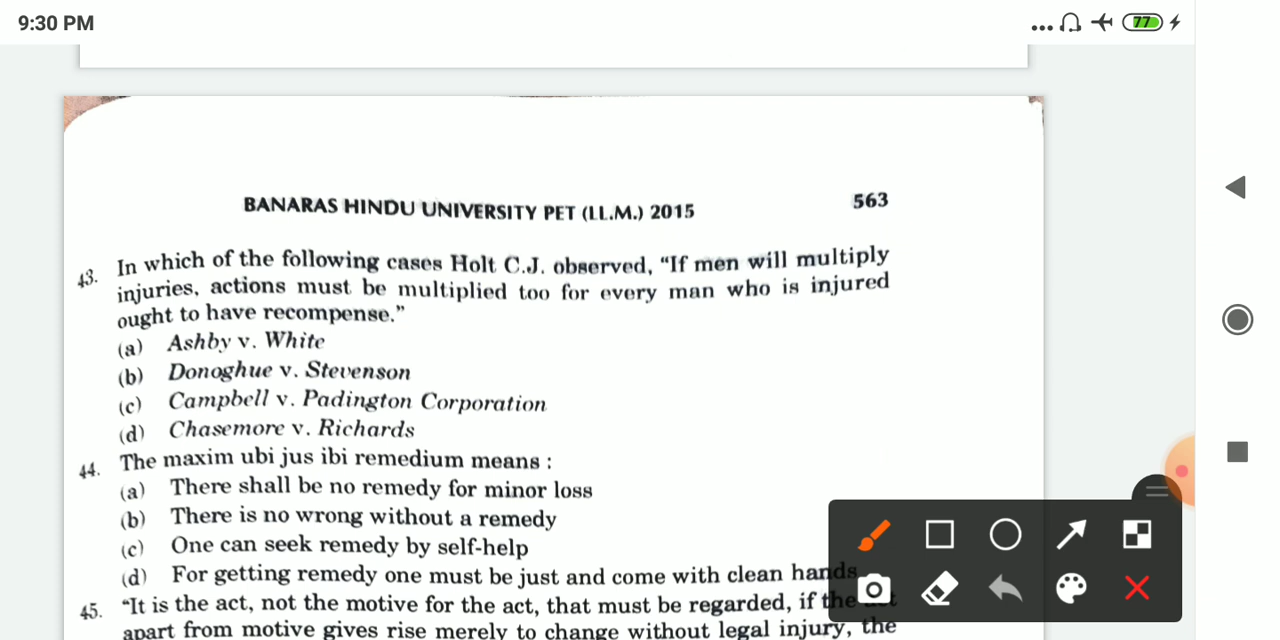 9:30 PM
77
BANARAS HINDU UNIVERSITY PET (LL.M.) 2015 563
43. In which of the following cases Holt C.J. observed, “If men will multiply
injuries, actions must be multiplied too for every man who is injured
ought to have recompense.”
(a) Ashby v. White
(b) Donoghue v. Stevenson
(c) Campbell v. Padington Corporation
(d) Chasemore v. Richards
44. The maxim ubi jus ibi remedium means :
(a) There shall be no remedy for minor loss
(b) There is no wrong without a remedy
(c) One can seek remedy by self-help
(d) For getting remedy one must be just and come with clean hands
45. “It is the act, not the motive for the act, that must be regarded, if the act
apart from motive gives rise merely to change without legal injury, the